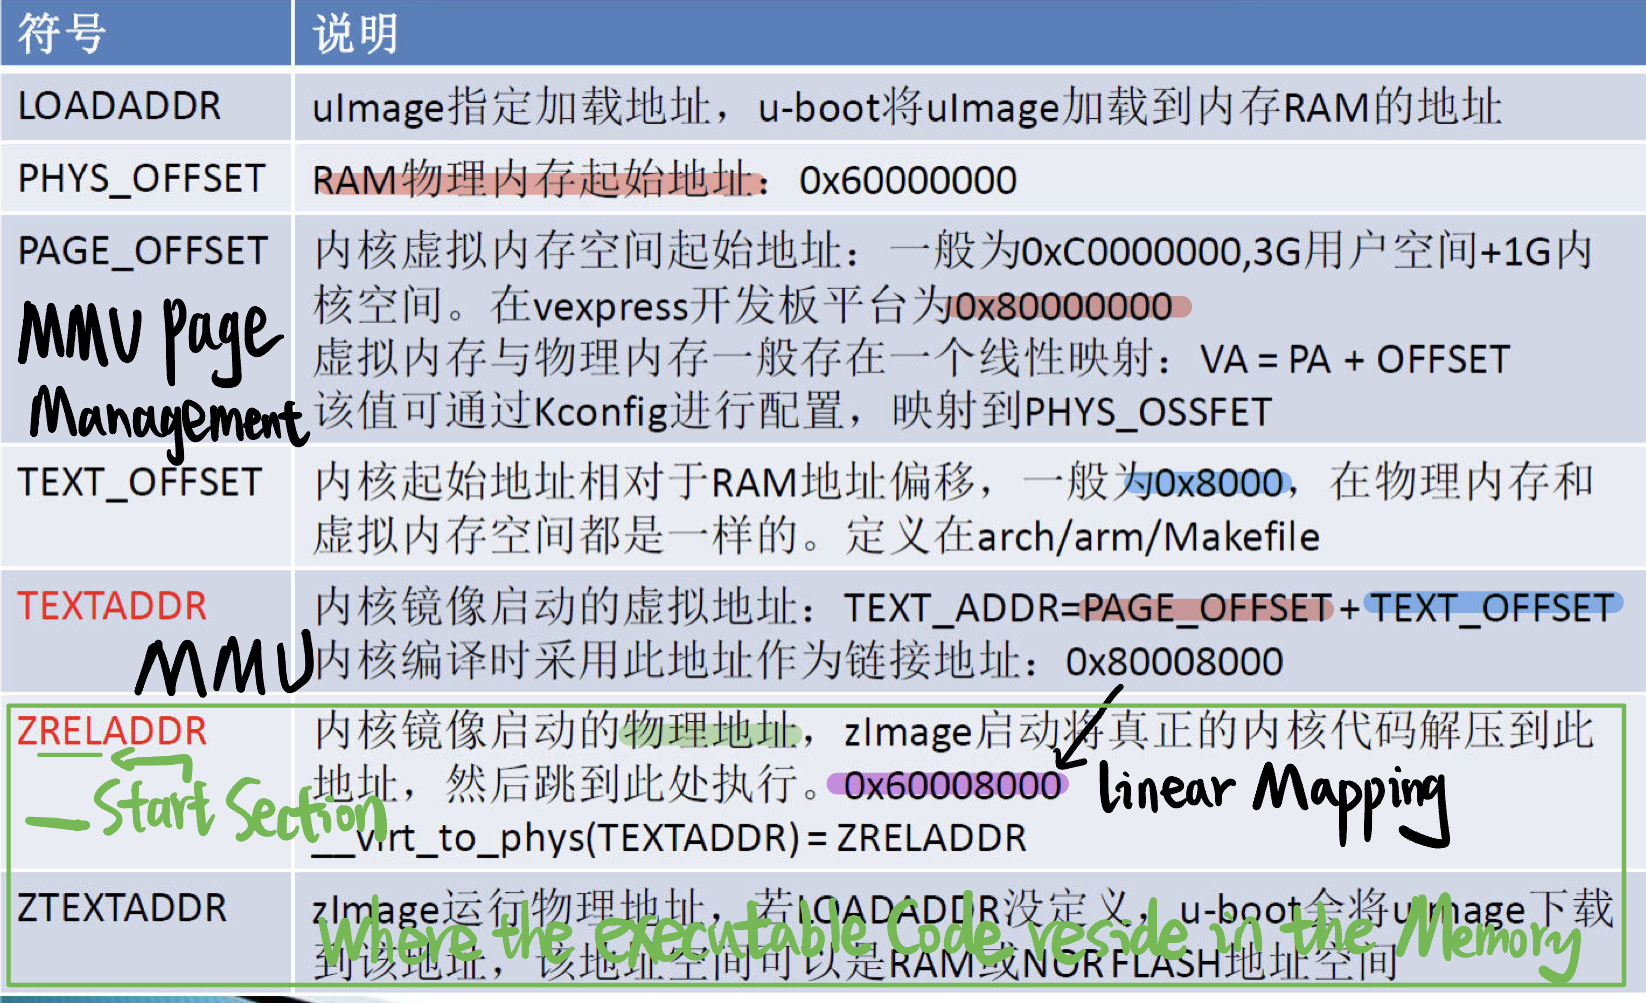 符号 说明
LOADADDR uImage指定加载地址，u-boot将uImage加载到内存RAM的地址
PHYS_OFFSET RAM物理内存起始地址：0x60000000
PAGE_OFFSET 内核虚拟内存空间起始地址：一般为0xC0000000,3G用户空间+1G内
核空间。在vexpress开发板平台为0x80000000
虚拟内存与物理内存一般存在一个线性映射：VA = PA + OFFSET
该值可通过Kconfig进行配置，映射到PHYS_OSSFET
MMU Page
Management
TEXT_OFFSET 内核起始地址相对于RAM地址偏移，一般为0x8000，在物理内存和
虚拟内存空间都是一样的。定义在arch/arm/Makefile
TEXTADDR 内核镜像启动的虚拟地址：TEXT_ADDR=PAGE_OFFSET + TEXT_OFFSET
内核编译时采用此地址作为链接地址：0x80008000
MMU
ZRELADDR 内核镜像启动的物理地址，zImage启动将真正的内核代码解压到此
地址，然后跳到此处执行。0x60008000
__virt_to_phys(TEXTADDR) = ZRELADDR
Start Section
Linear Mapping
ZTEXTADDR zImage运行物理地址，若LOADADDR没定义，u-boot会将uImage下载
到该地址，该地址空间可以是RAM或NOR FLASH地址空间
Where the executable Code reside in the Memory